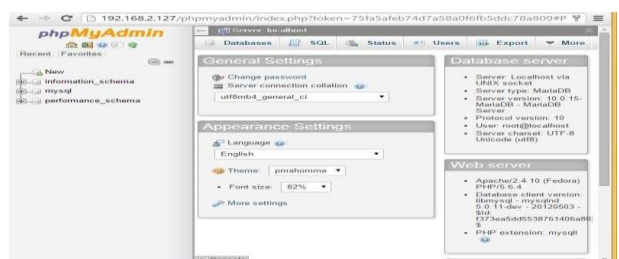 192.168.2.127/phpmyadmin/index.php?token=75fa5afeb74d7a58a0f6fb5ddc78a809#P
phpMyAdmin
Recent Favorites
New
information_schema
mysql
performance_schema
Server: localhost
Databases SQL Status Users Export More
General Settings
Change password
Server connection collation
utf8mb4_general_ci
Appearance Settings
Language
English
Theme: pmahomme
• Font size: 82%
More settings
Database server
• Server: Localhost via
UNIX socket
• Server type: MariaDB
• Server version: 10.0.15-
MariaDB - MariaDB
Server
• Protocol version: 10
• User: root@localhost
• Server charset: UTF-8
Unicode (utf8)
Web server
• Apache/2.4.10 (Fedora)
PHP/5.6.4
• Database client version:
libmysql - mysqlnd
5.0.11-dev - 20120503 -
$Id:
$
• PHP extension: mysqli